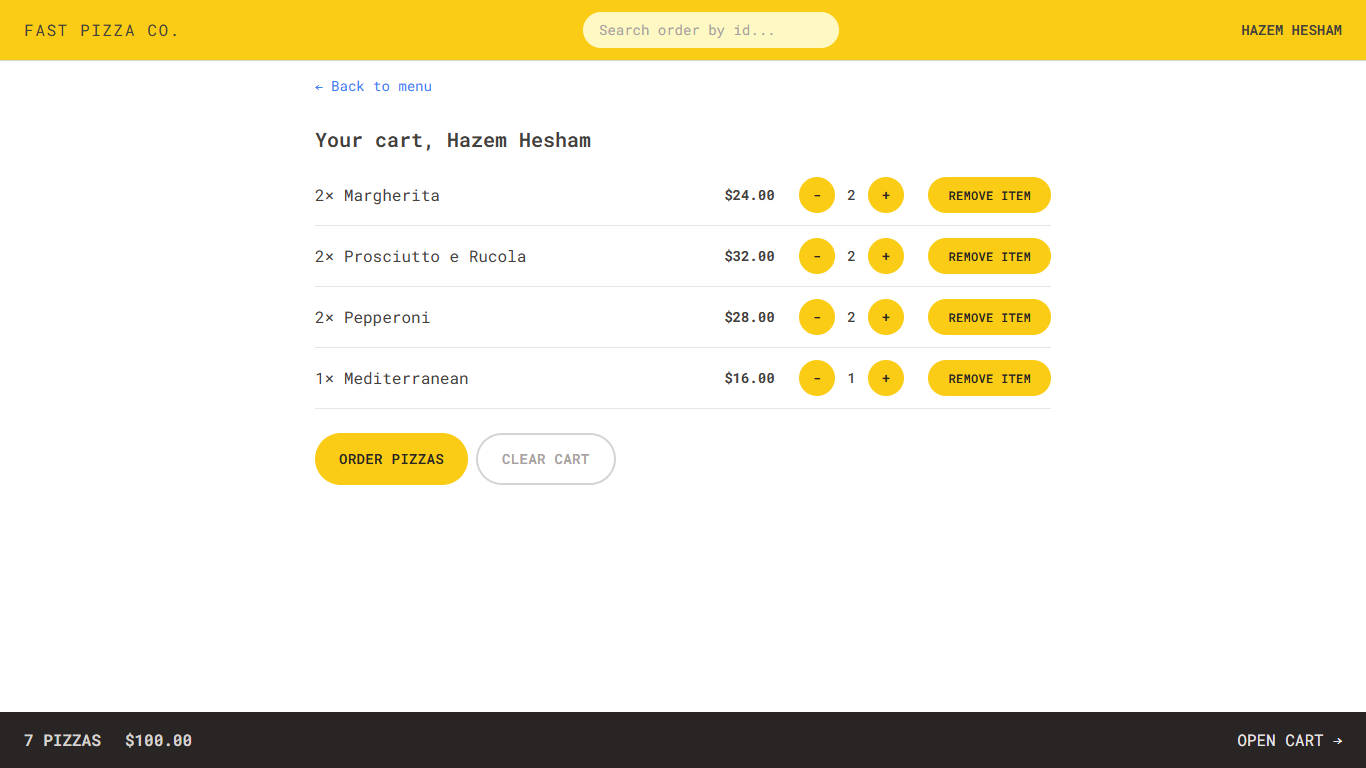 FAST PIZZA CO.
Search order by id...
HAZEM HESHAM
← Back to menu
Your cart, Hazem Hesham
2× Margherita $24.00 - 2 + REMOVE ITEM
2× Prosciutto e Rucola $32.00 - 2 + REMOVE ITEM
2× Pepperoni $28.00 - 2 + REMOVE ITEM
1× Mediterranean $16.00 - 1 + REMOVE ITEM
ORDER PIZZAS CLEAR CART
7 PIZZAS $100.00 OPEN CART →